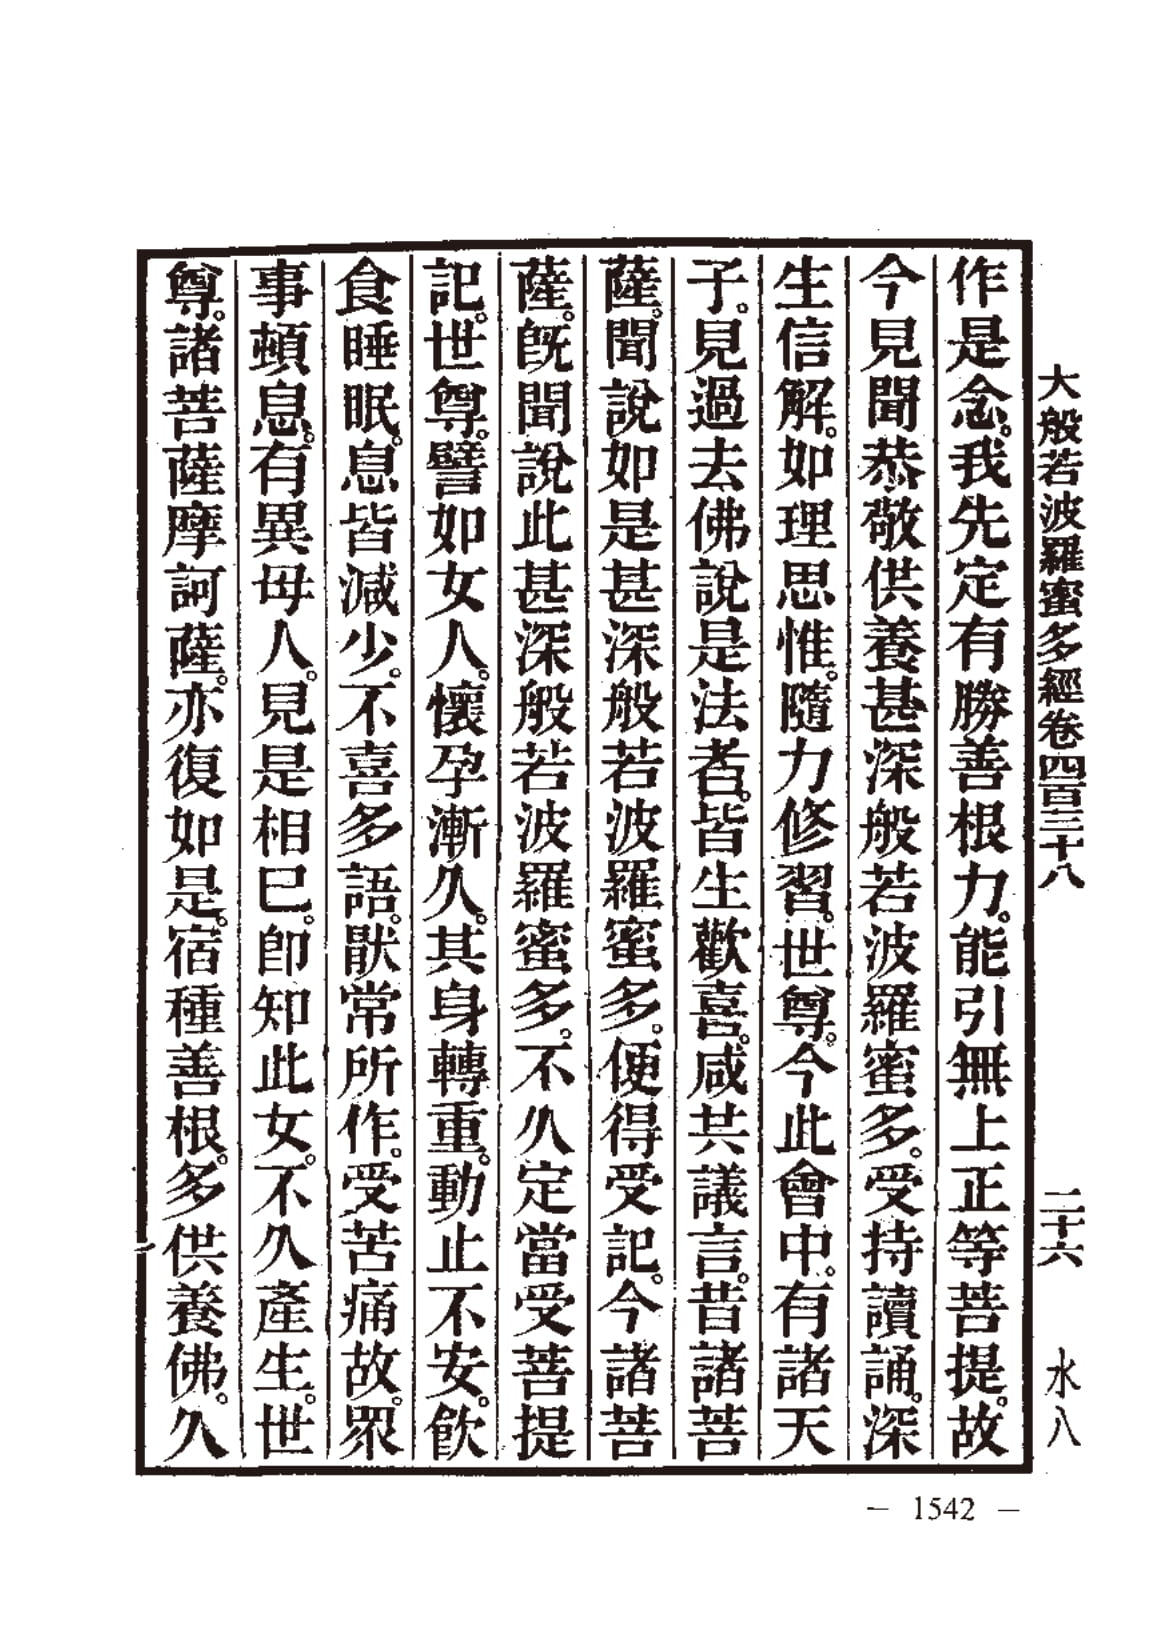 大般若波羅蜜多經卷四百三十八 二十六 水八
作是念。我先定有勝善根力。能引無上正等菩提。故
今見聞恭敬供養甚深般若波羅蜜多。受持讀誦。深
生信解。如理思惟。隨力修習。世尊。今此會中。有諸天
子。見過去佛說是法者。皆生歡喜。咸共議言。昔諸菩
薩。聞說如是甚深般若波羅蜜多。便得受記。今諸菩
薩。旣聞說此甚深般若波羅蜜多。不久定當受菩提
記。世尊。譬如女人。懷孕漸久。其身轉重。動止不安。飲
食睡眠。息皆減少。不喜多語。猒常所作。受苦痛故。眾
事頓息。有異母人。見是相已。卽知此女。不久產生。世
尊。諸菩薩摩訶薩。亦復如是。宿種善根。多供養佛。久
— 1542 —